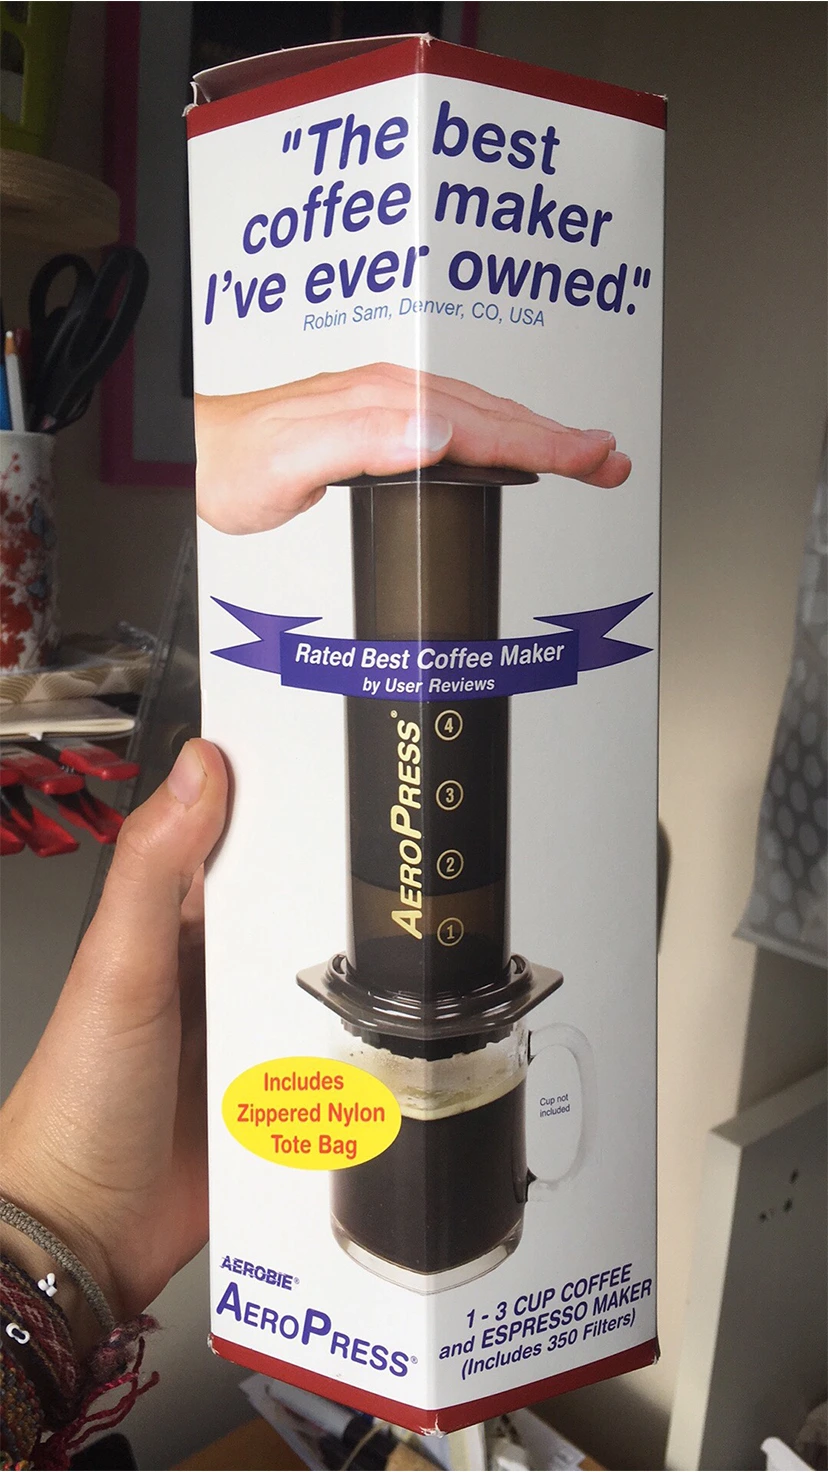 "The best
coffee maker
I've ever owned."
Robin Sam, Denver, CO, USA
Rated Best Coffee Maker
by User Reviews
AEROPRESS®
4
3
2
1
Includes
Zippered Nylon
Tote Bag
Cup not
included
AEROBIE®
AEROPRESS®
1 - 3 CUP COFFEE
and ESPRESSO MAKER
(Includes 350 Filters)